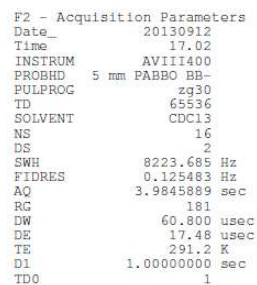 F2 - Acquisition Parameters
Date_ 20130912
Time 17.02
INSTRUM AVIII400
PROBHD 5 mm PABBO BB-
PULPROG zg30
TD 65536
SOLVENT CDCl3
NS 16
DS 2
SWH 8223.685 Hz
FIDRES 0.125483 Hz
AQ 3.9845889 sec
RG 181
DW 60.800 usec
DE 17.48 usec
TE 291.2 K
D1 1.00000000 sec
TD0 1